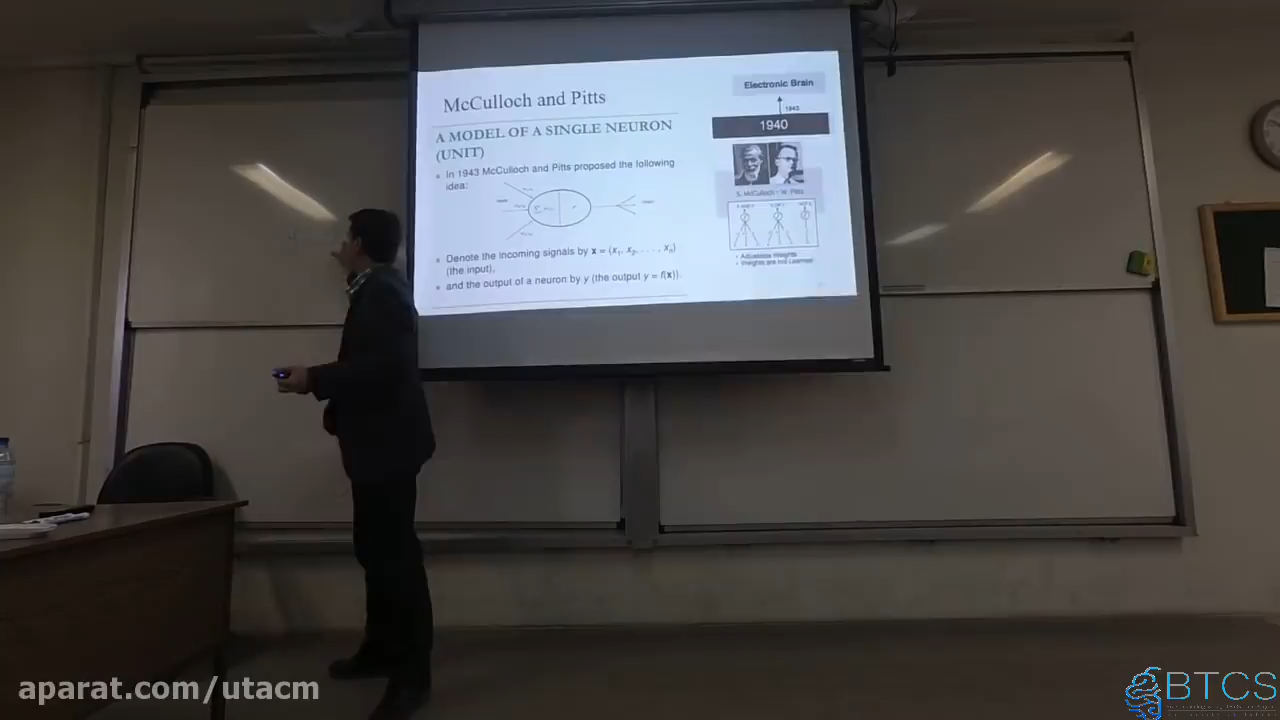 McCulloch and Pitts
A MODEL OF A SINGLE NEURON
(UNIT)
In 1943 McCulloch and Pitts proposed the following
idea:
Denote the incoming signals by x = (x₁, x₂, . . . , xₙ)
(the input),
and the output of a neuron by y (the output y = f(x)).
Electronic Brain
1943
1940
S. McCulloch - W. Pitts
• Adjustable Weights
• Weights are not Learned
aparat.com/utacm
BTCS